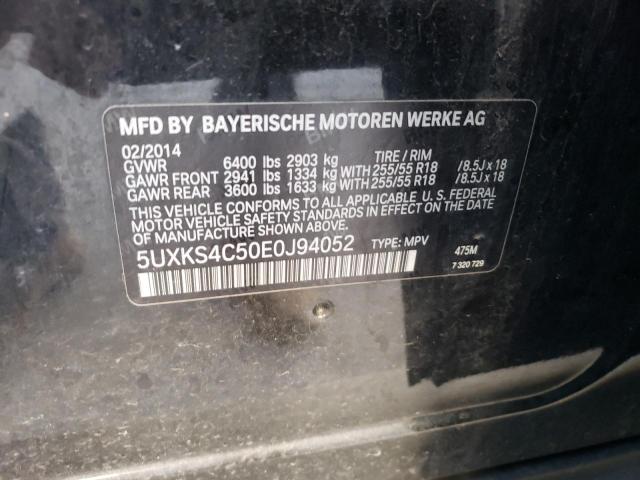 MFD BY BAYERISCHE MOTOREN WERKE AG
02/2014
GVWR 6400 lbs 2903 kg TIRE / RIM
GAWR FRONT 2941 lbs 1334 kg WITH 255/55 R18 /8.5J x 18
GAWR REAR 3600 lbs 1633 kg WITH 255/55 R18 /8.5J x 18
THIS VEHICLE CONFORMS TO ALL APPLICABLE U.S. FEDERAL
MOTOR VEHICLE SAFETY STANDARDS IN EFFECT ON THE DATE
OF MANUFACTURE SHOWN ABOVE.
5UXKS4C50E0J94052 TYPE: MPV 475M
7 320 729